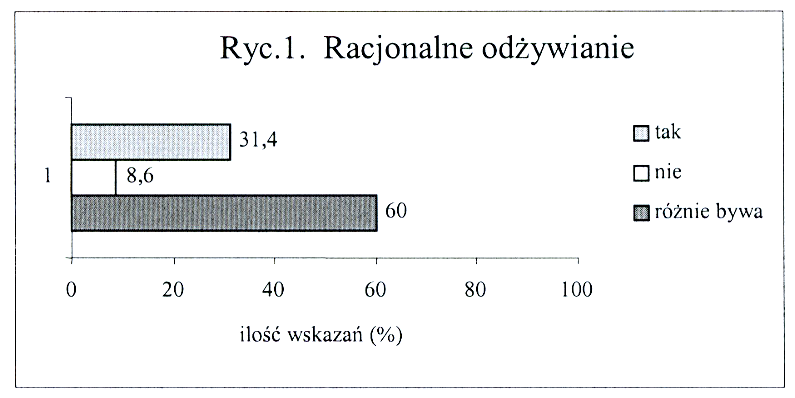 Ryc.1. Racjonalne odżywianie
31,4
1
8,6
60
tak
nie
różnie bywa
0 20 40 60 80 100
ilość wskazań (%)